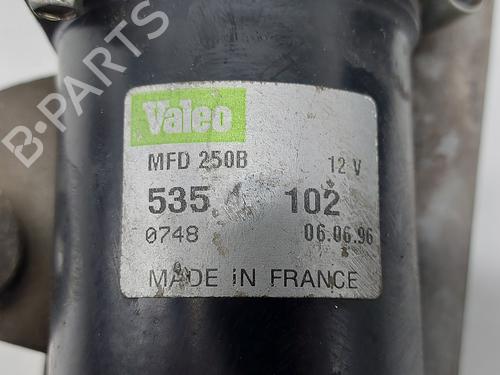 Valeo
MFD 250B 12 V
535 102
0748 06.06.96
MADE IN FRANCE
B-PARTS